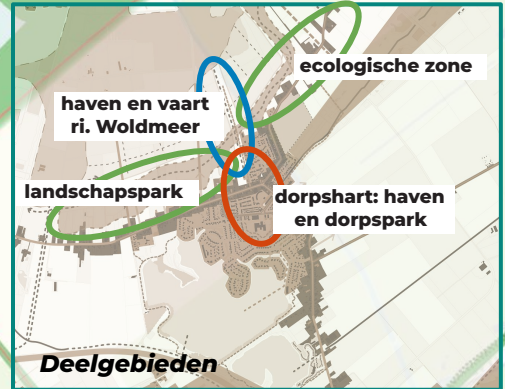 ecologische zone
haven en vaart
ri. Woldmeer
landschapspark
dorpshart: haven
en dorpspark
Deelgebieden